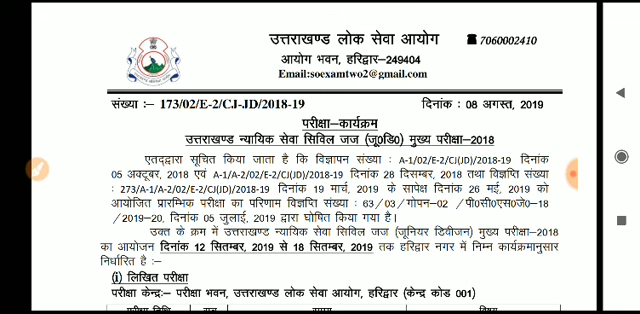 उत्तराखण्ड लोक सेवा आयोग
☎ 7060002410
आयोग भवन, हरिद्वार-249404
Email:soexamtwo2@gmail.com
संख्या :– 173/02/E-2/CJ-JD/2018-19
दिनांक : 08 अगस्त, 2019
परीक्षा–कार्यक्रम
उत्तराखण्ड न्यायिक सेवा सिविल जज (जू०डि०) मुख्य परीक्षा–2018
एतद्द्वारा सूचित किया जाता है कि विज्ञापन संख्या : A-1/02/E-2/CJ(JD)/2018-19 दिनांक
05 अक्टूबर, 2018 एवं A-1/A-2/02/E-2/CJ(JD)/2018-19 दिनांक 28 दिसम्बर, 2018 तथा विज्ञप्ति संख्या
: 273/A-1/A-2/02/E-2/CJ(JD)/2018-19 दिनांक 19 मार्च, 2019 के सापेक्ष दिनांक 26 मई, 2019 को
आयोजित प्रारम्भिक परीक्षा का परिणाम विज्ञप्ति संख्या : 63/03/गोपन–02 /पी०सी०एस०जे०–18
/2019–20, दिनांक 05 जुलाई, 2019 द्वारा घोषित किया गया है।
उक्त के क्रम में उत्तराखण्ड न्यायिक सेवा सिविल जज (जूनियर डिवीजन) मुख्य परीक्षा–2018
का आयोजन दिनांक 12 सितम्बर, 2019 से 18 सितम्बर, 2019 तक हरिद्वार नगर में निम्न कार्यक्रमानुसार
निर्धारित है :–
(i) लिखित परीक्षा
परीक्षा केन्द्रः– परीक्षा भवन, उत्तराखण्ड लोक सेवा आयोग, हरिद्वार (केन्द्र कोड 001)